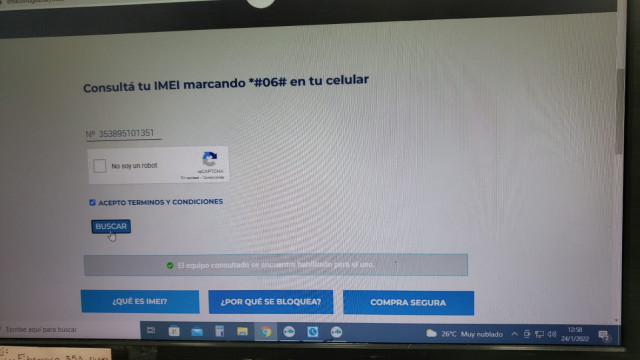 Consultá tu IMEI marcando *#06# en tu celular
Nº 353895101351
No soy un robot
reCAPTCHA
Privacidad - Condiciones
ACEPTO TERMINOS Y CONDICIONES
BUSCAR
El equipo consultado se encuentra habilitado para el uso.
¿QUÉ ES IMEI?
¿POR QUÉ SE BLOQUEA?
COMPRA SEGURA
Escribe aquí para buscar
26°C Muy nublado
12:58
24/1/2022